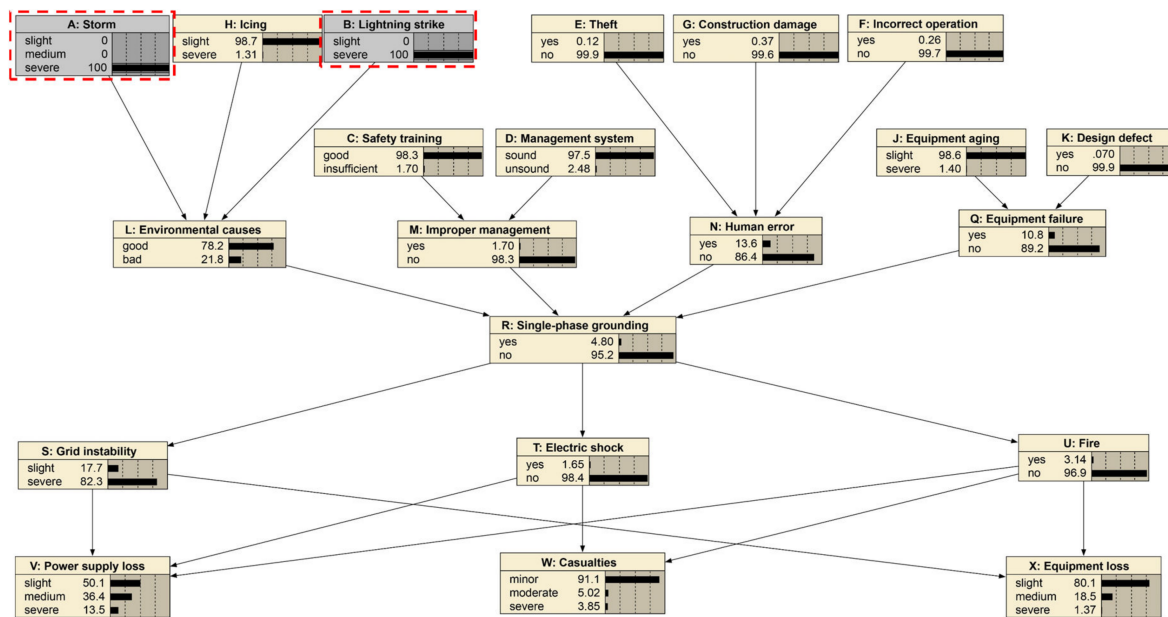 A: Storm
slight 0
medium 0
severe 100
H: Icing
slight 98.7
severe 1.31
B: Lightning strike
slight 0
severe 100
E: Theft
yes 0.12
no 99.9
G: Construction damage
yes 0.37
no 99.6
F: Incorrect operation
yes 0.26
no 99.7
C: Safety training
good 98.3
insufficient 1.70
D: Management system
sound 97.5
unsound 2.48
J: Equipment aging
slight 98.6
severe 1.40
K: Design defect
yes .070
no 99.9
L: Environmental causes
good 78.2
bad 21.8
M: Improper management
yes 1.70
no 98.3
N: Human error
yes 13.6
no 86.4
Q: Equipment failure
yes 10.8
no 89.2
R: Single-phase grounding
yes 4.80
no 95.2
S: Grid instability
slight 17.7
severe 82.3
T: Electric shock
yes 1.65
no 98.4
U: Fire
yes 3.14
no 96.9
V: Power supply loss
slight 50.1
medium 36.4
severe 13.5
W: Casualties
minor 91.1
moderate 5.02
severe 3.85
X: Equipment loss
slight 80.1
medium 18.5
severe 1.37